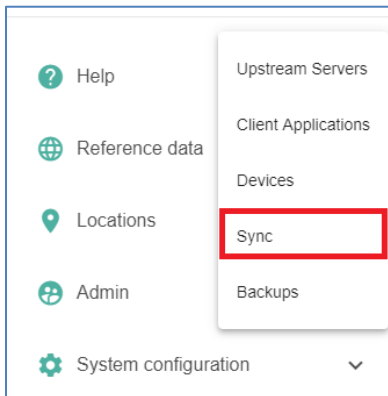 Help
Reference data
Locations
Admin
System configuration
Upstream Servers
Client Applications
Devices
Sync
Backups